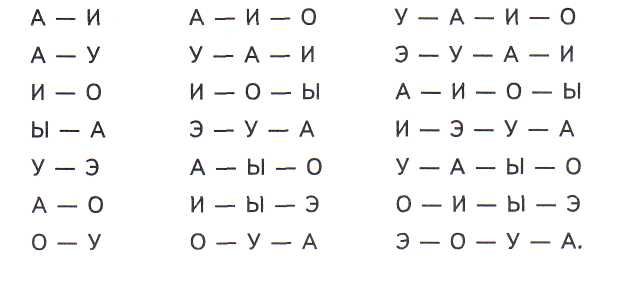 А — И А — И — О У — А — И — О
А — У У — А — И Э — У — А — И
И — О И — О — Ы А — И — О — Ы
Ы — А Э — У — А И — Э — У — А
У — Э А — Ы — О У — А — Ы — О
А — О И — Ы — Э О — И — Ы — Э
О — У О — У — А Э — О — У — А.